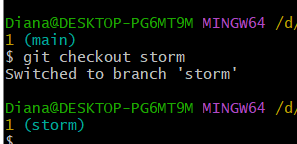 Diana@DESKTOP-PG6MT9M MINGW64 /d/
1 (main)
$ git checkout storm
Switched to branch 'storm'
Diana@DESKTOP-PG6MT9M MINGW64 /d/
1 (storm)
$